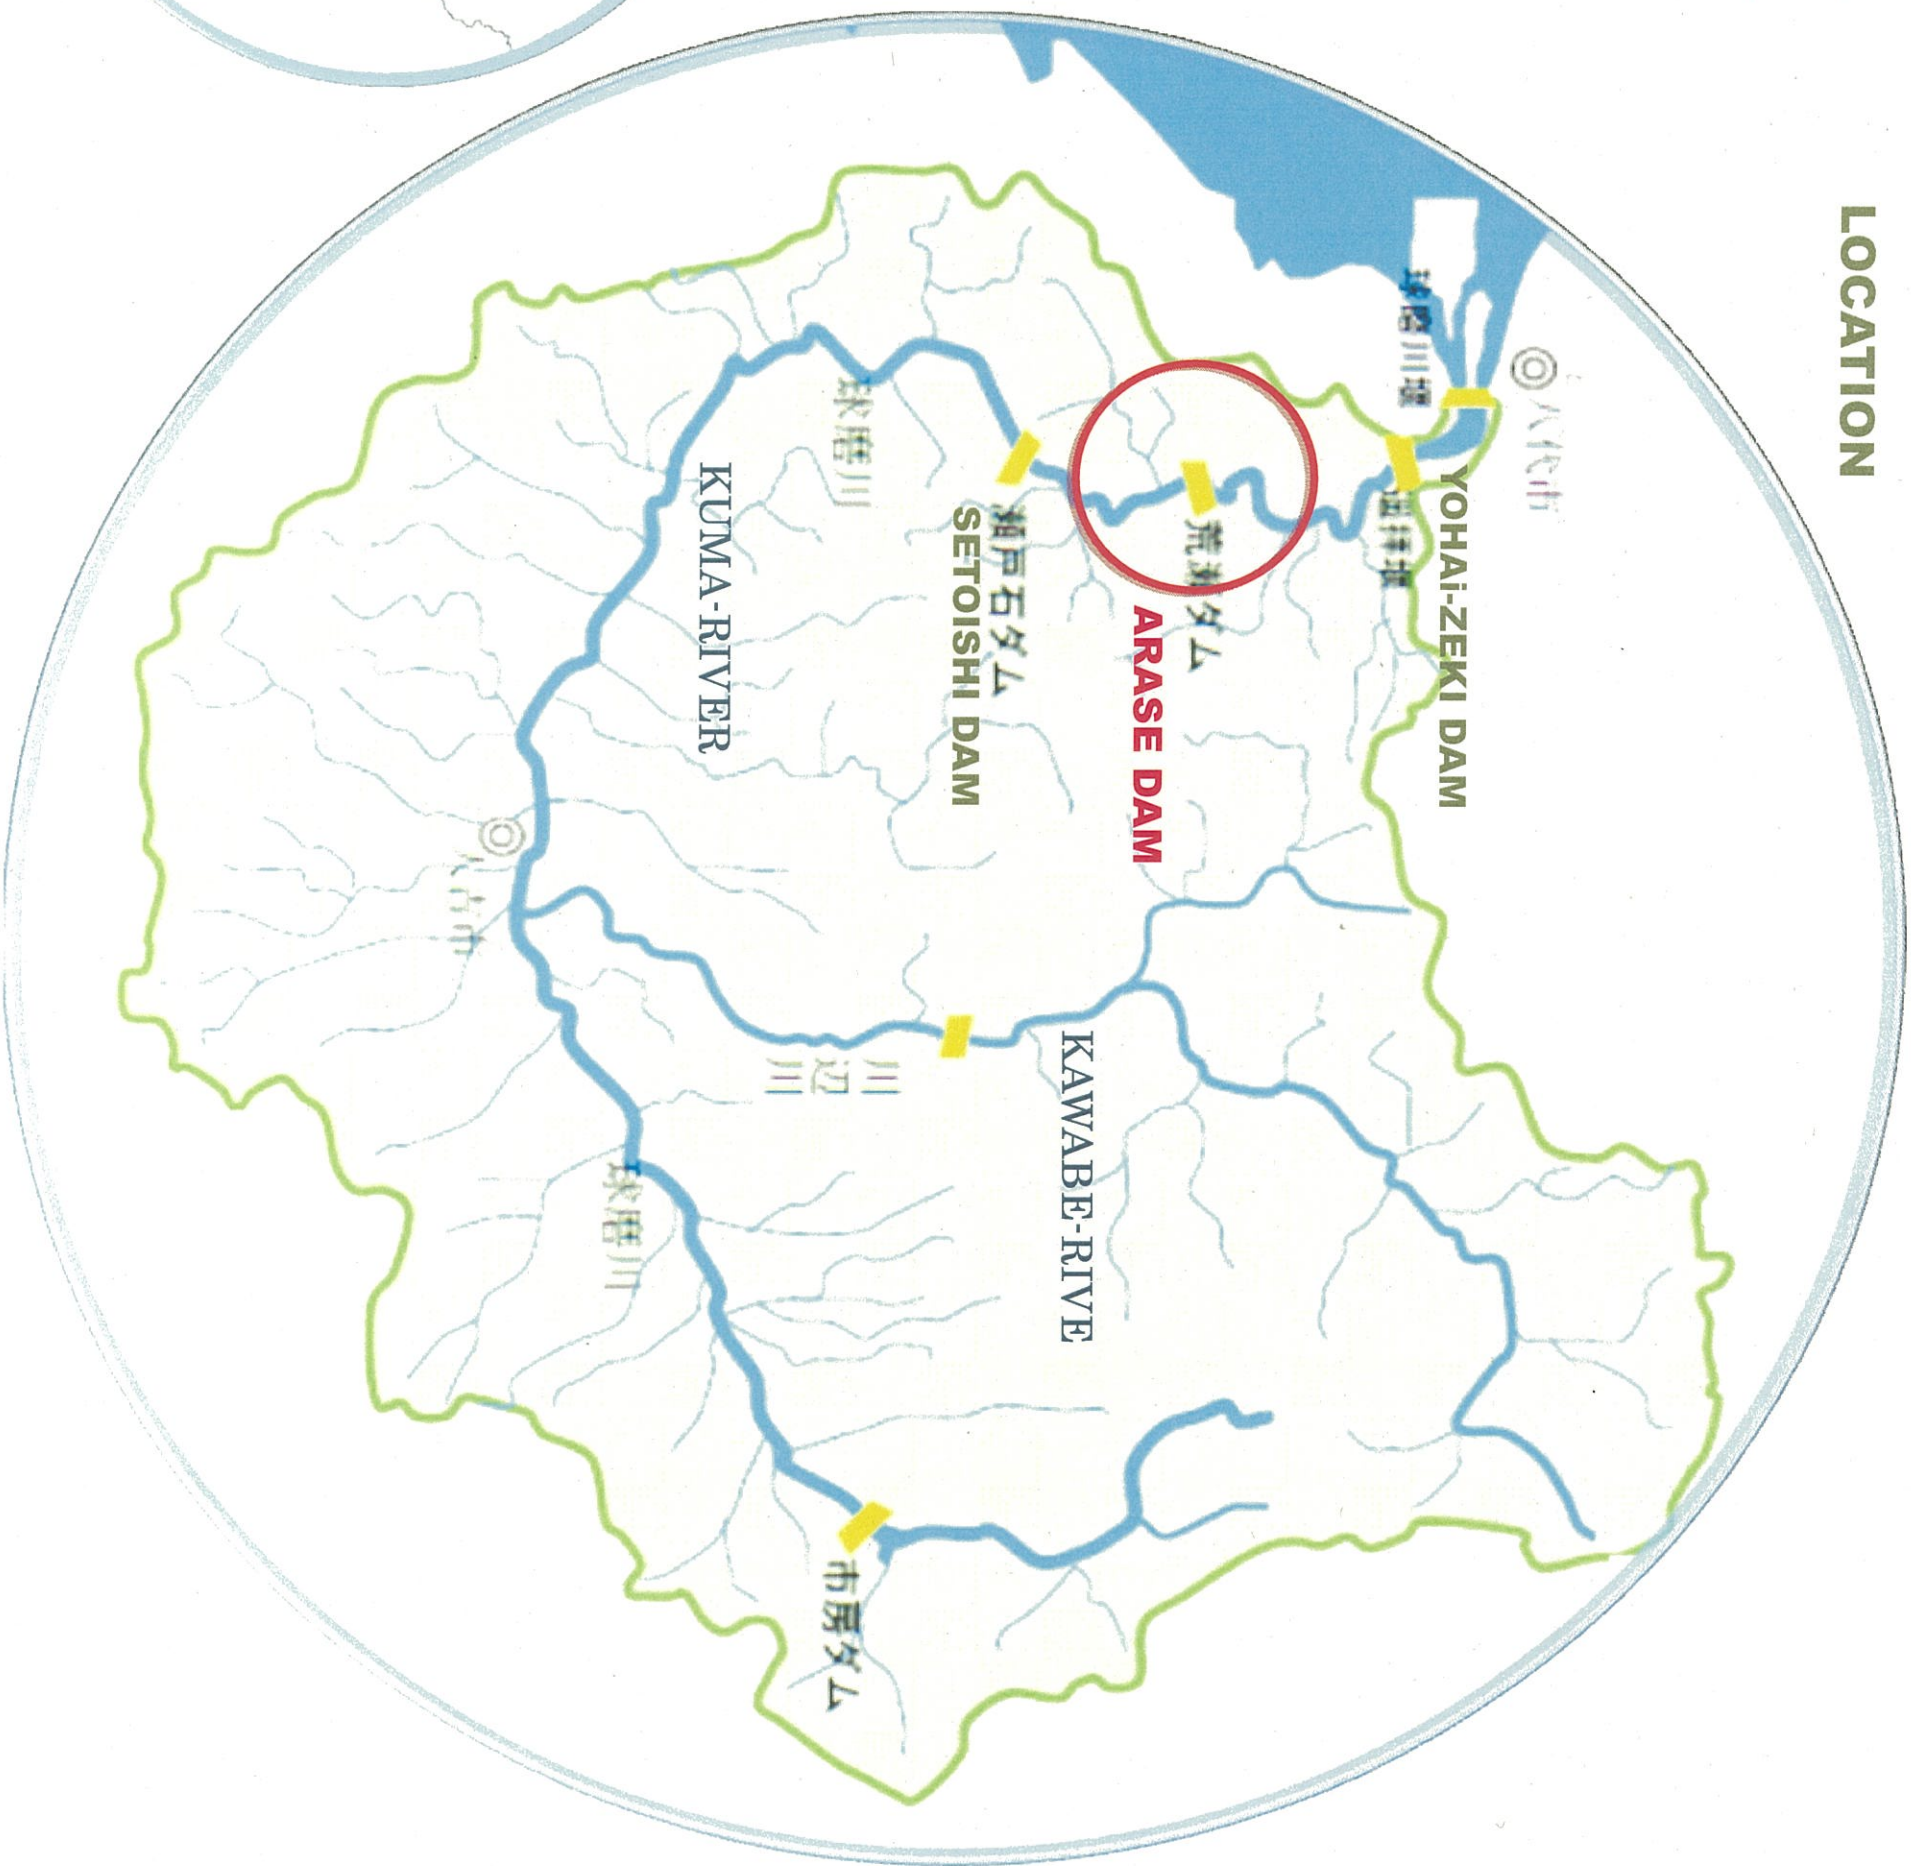 LOCATION
八代市
球磨川堰
YOHAi-ZEKI DAM
遥拝堰
荒瀬ダム
ARASE DAM
瀬戸石ダム
SETOISHI DAM
球磨川
KUMA-RIVER
KAWABE-RIVE
川辺川
人吉市
球磨川
市房ダム